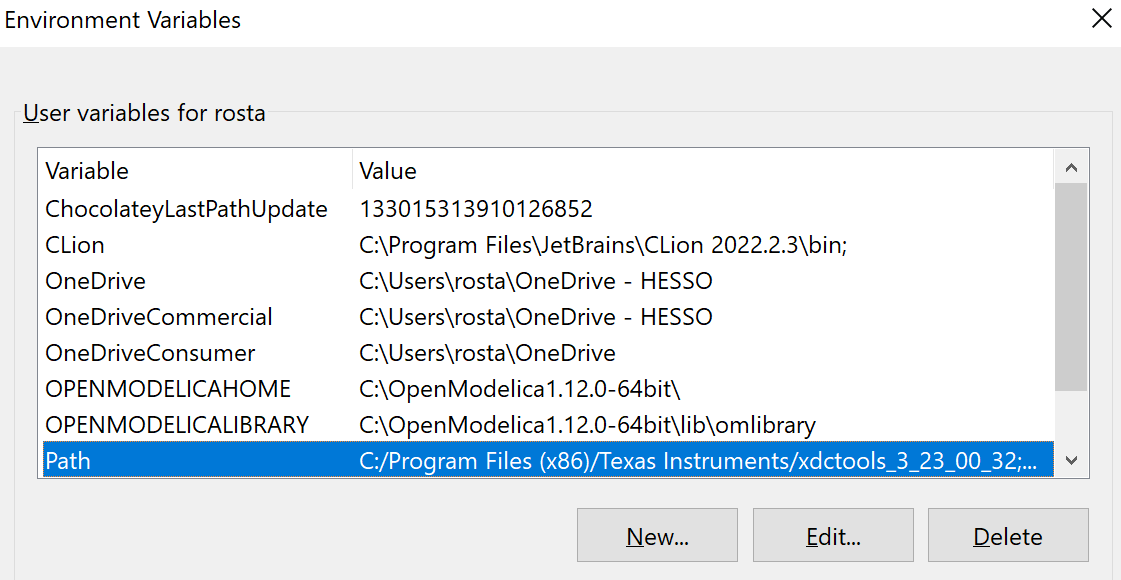 Environment Variables
User variables for rosta
Variable Value
ChocolateyLastPathUpdate 133015313910126852
CLion C:\Program Files\JetBrains\CLion 2022.2.3\bin;
OneDrive C:\Users\rosta\OneDrive - HESSO
OneDriveCommercial C:\Users\rosta\OneDrive - HESSO
OneDriveConsumer C:\Users\rosta\OneDrive
OPENMODELICAHOME C:\OpenModelica1.12.0-64bit\
OPENMODELICALIBRARY C:\OpenModelica1.12.0-64bit\lib\omlibrary
Path C:/Program Files (x86)/Texas Instruments/xdctools_3_23_00_32;...
New... Edit... Delete